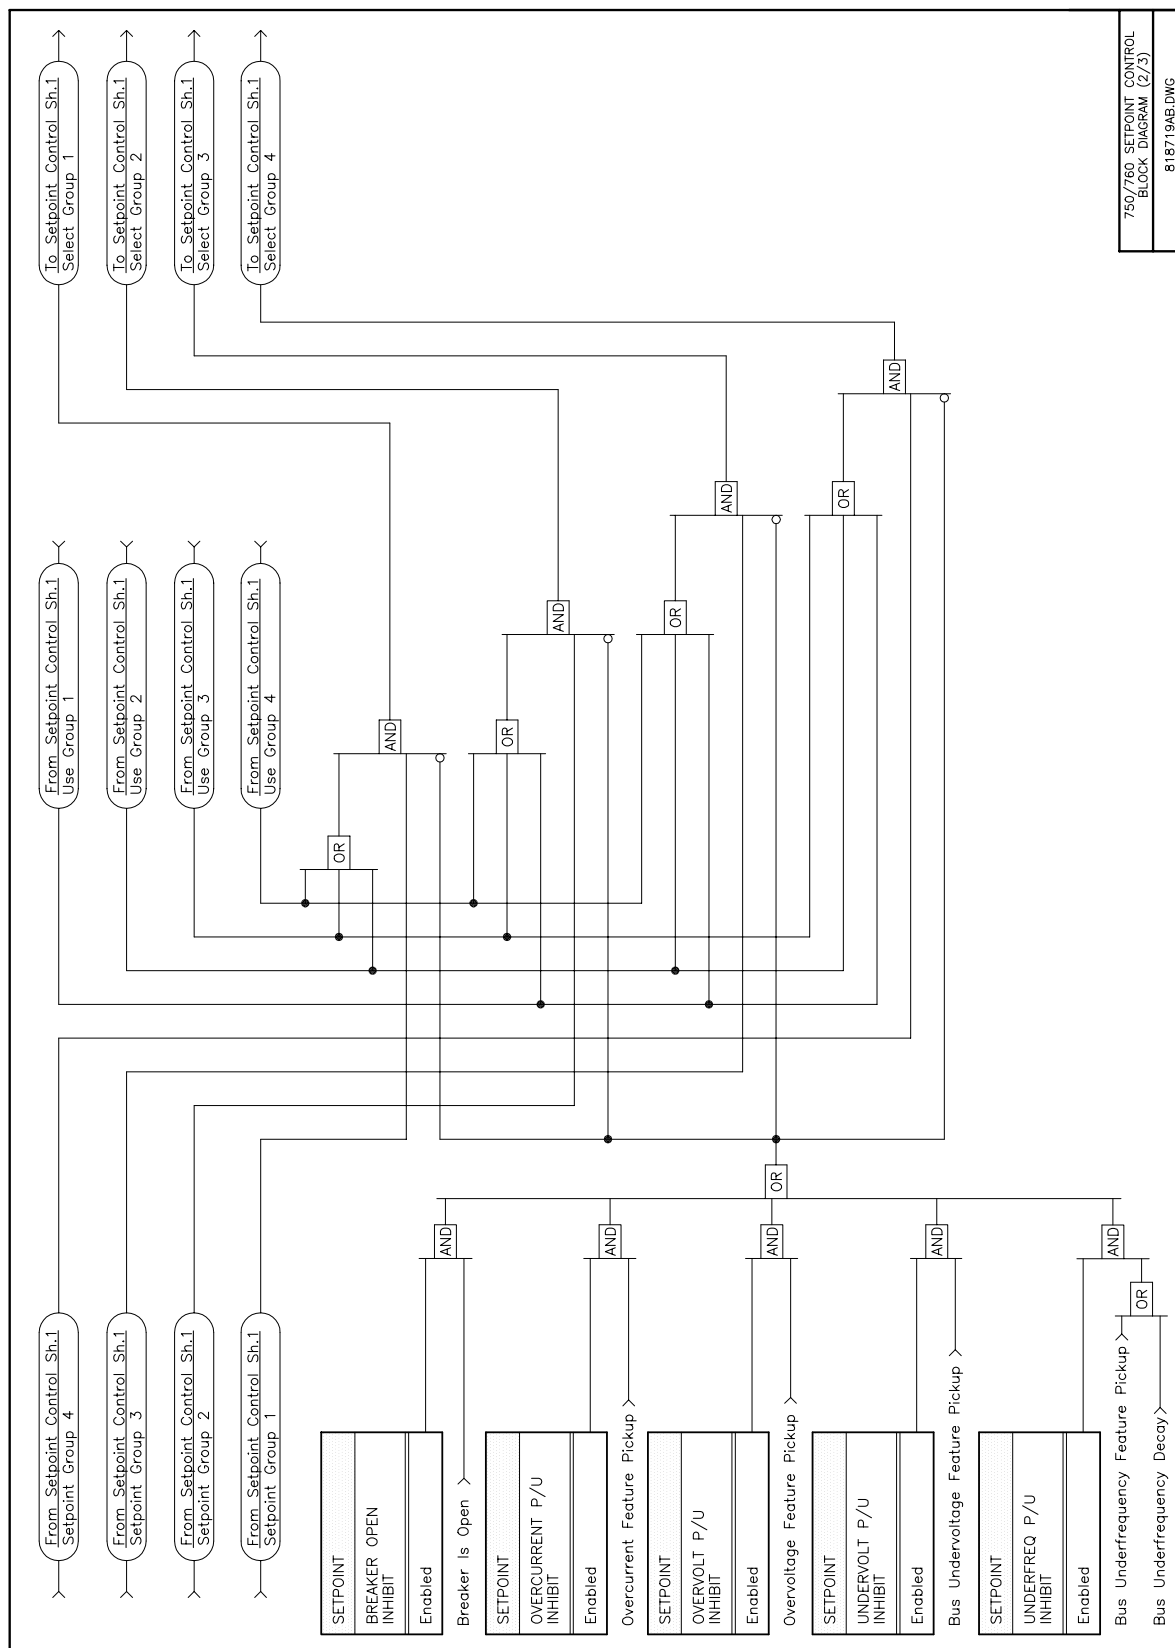 From Setpoint Control Sh.1
Setpoint Group 4
From Setpoint Control Sh.1
Setpoint Group 3
From Setpoint Control Sh.1
Setpoint Group 2
From Setpoint Control Sh.1
Setpoint Group 1
SETPOINT
BREAKER OPEN
INHIBIT
Enabled
Breaker Is Open
SETPOINT
OVERCURRENT P/U
INHIBIT
Enabled
Overcurrent Feature Pickup
SETPOINT
OVERVOLT P/U
INHIBIT
Enabled
Overvoltage Feature Pickup
SETPOINT
UNDERVOLT P/U
INHIBIT
Enabled
Bus Undervoltage Feature Pickup
SETPOINT
UNDERFREQ P/U
INHIBIT
Enabled
Bus Underfrequency Feature Pickup
Bus Underfrequency Decay
AND
AND
AND
AND
AND
OR
OR
From Setpoint Control Sh.1
Use Group 1
From Setpoint Control Sh.1
Use Group 2
From Setpoint Control Sh.1
Use Group 3
From Setpoint Control Sh.1
Use Group 4
OR
AND
OR
AND
OR
AND
OR
AND
To Setpoint Control Sh.1
Select Group 1
To Setpoint Control Sh.1
Select Group 2
To Setpoint Control Sh.1
Select Group 3
To Setpoint Control Sh.1
Select Group 4
750/760 SETPOINT CONTROL
BLOCK DIAGRAM (2/3)
818719AB.DWG